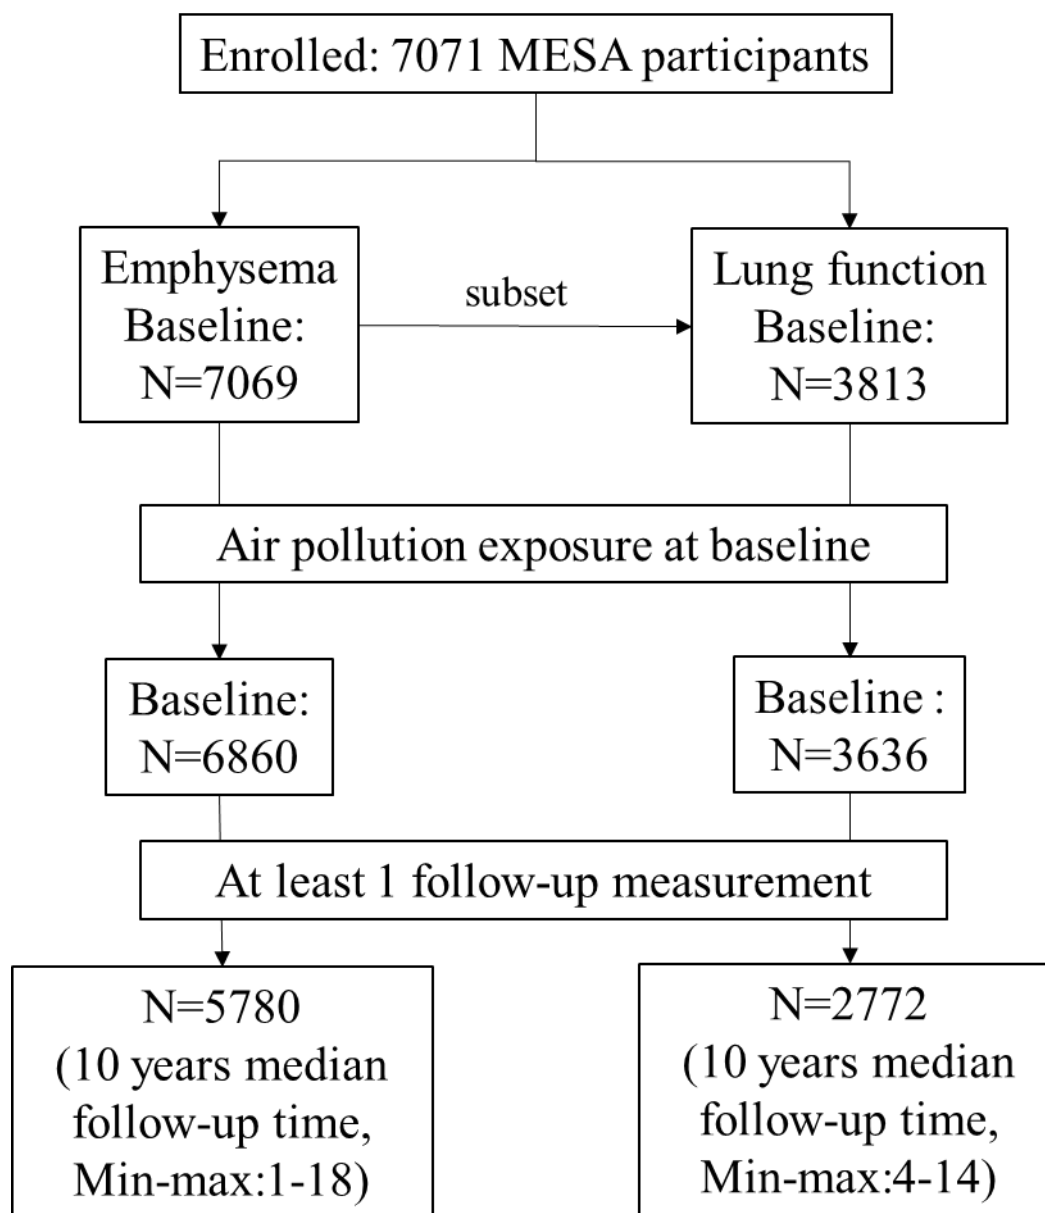 Enrolled: 7071 MESA participants
Emphysema
Baseline:
N=7069
subset
Lung function
Baseline:
N=3813
Air pollution exposure at baseline
Baseline:
N=6860
Baseline :
N=3636
At least 1 follow-up measurement
N=5780
(10 years median
follow-up time,
Min-max:1-18)
N=2772
(10 years median
follow-up time,
Min-max:4-14)